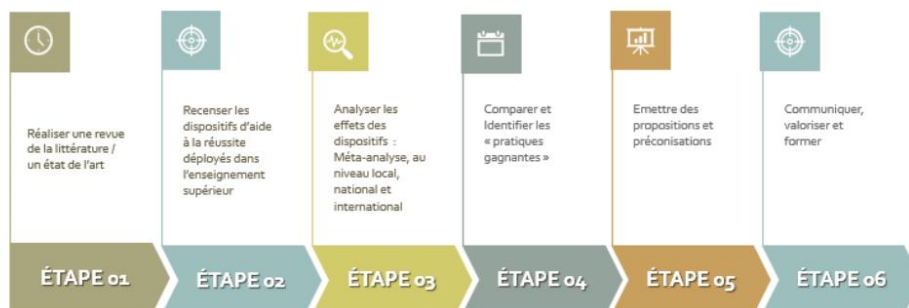 Réaliser une revue
de la littérature /
un état de l'art
Recenser les
dispositifs d'aide
à la réussite
déployés dans
l'enseignement
supérieur
Analyser les
effets des
dispositifs :
Méta-analyse, au
niveau local,
national et
international
Comparer et
Identifier les
« pratiques
gagnantes »
Emettre des
propositions et
préconisations
Communiquer,
valoriser et
former
ÉTAPE 01
ÉTAPE 02
ÉTAPE 03
ÉTAPE 04
ÉTAPE 05
ÉTAPE 06